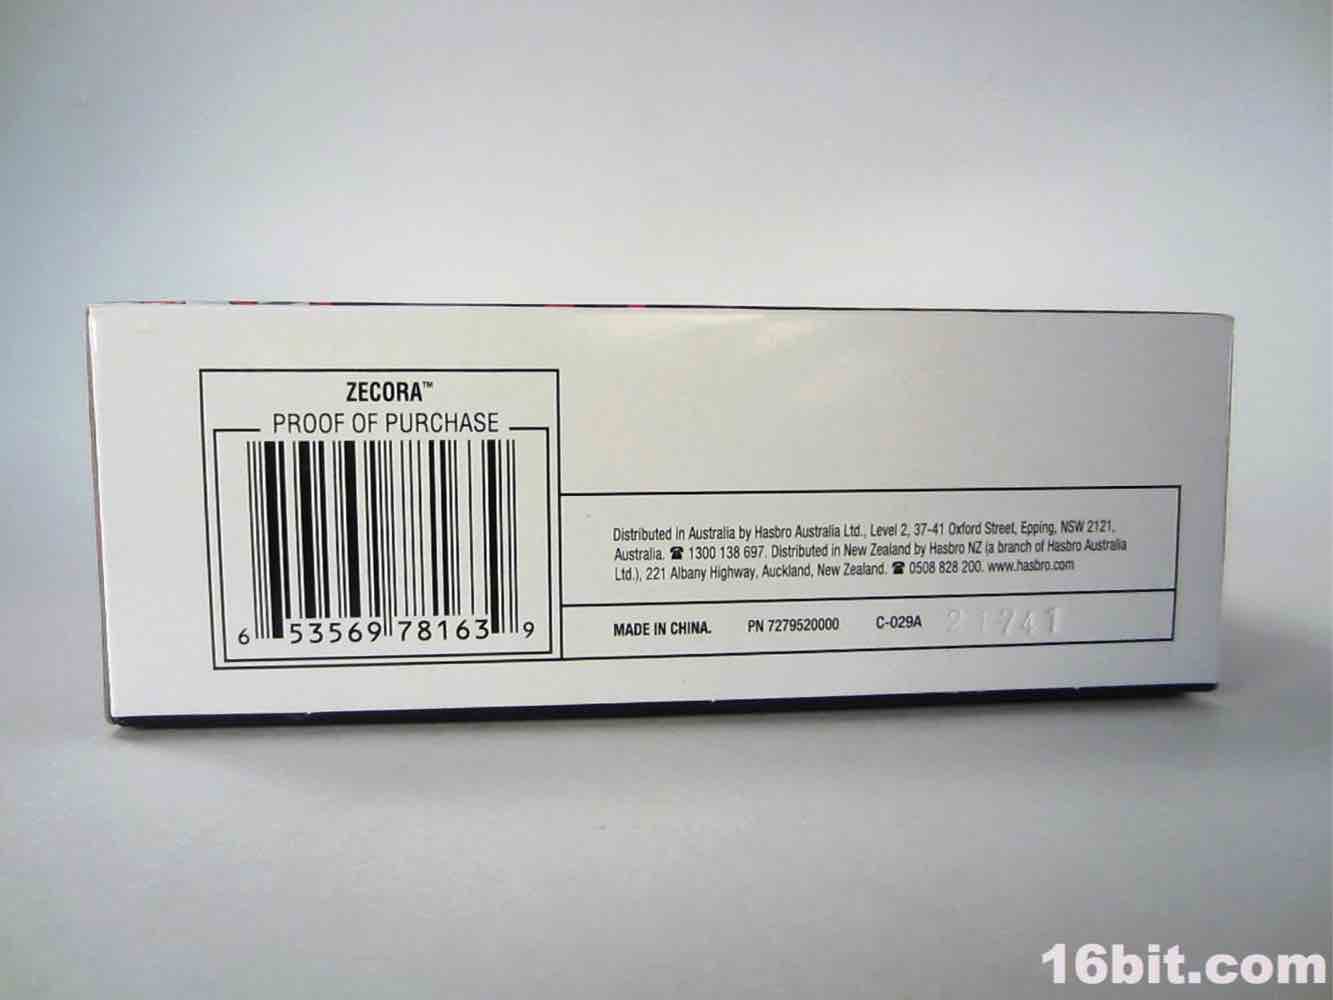 ZECORA™
PROOF OF PURCHASE
6 53569 78163 9
Distributed in Australia by Hasbro Australia Ltd., Level 2, 37-41 Oxford Street, Epping, NSW 2121,
Australia. ☎ 1300 138 697. Distributed in New Zealand by Hasbro NZ (a branch of Hasbro Australia
Ltd.), 221 Albany Highway, Auckland, New Zealand. ☎ 0508 828 200. www.hasbro.com
MADE IN CHINA. PN 7279520000 C-029A 21741
16bit.com